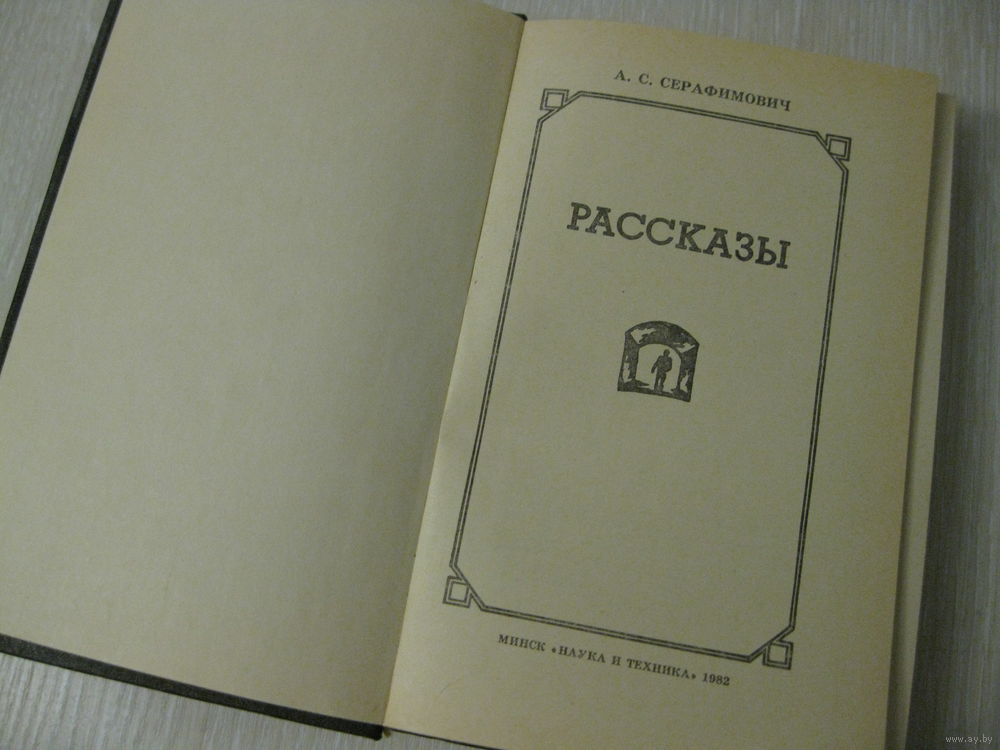 А. С. СЕРАФИМОВИЧ
РАССКАЗЫ
МИНСК «НАУКА И ТЕХНИКА» 1982
www.ay.by